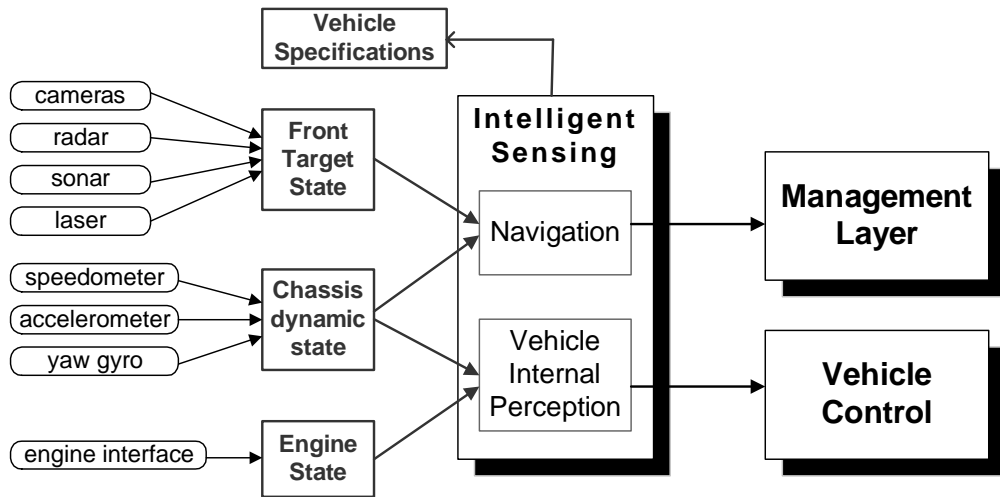 Vehicle
Specifications
cameras
radar
sonar
laser
Front
Target
State
speedometer
accelerometer
yaw gyro
Chassis
dynamic
state
engine interface
Engine
State
Intelligent
Sensing
Navigation
Vehicle
Internal
Perception
Management
Layer
Vehicle
Control